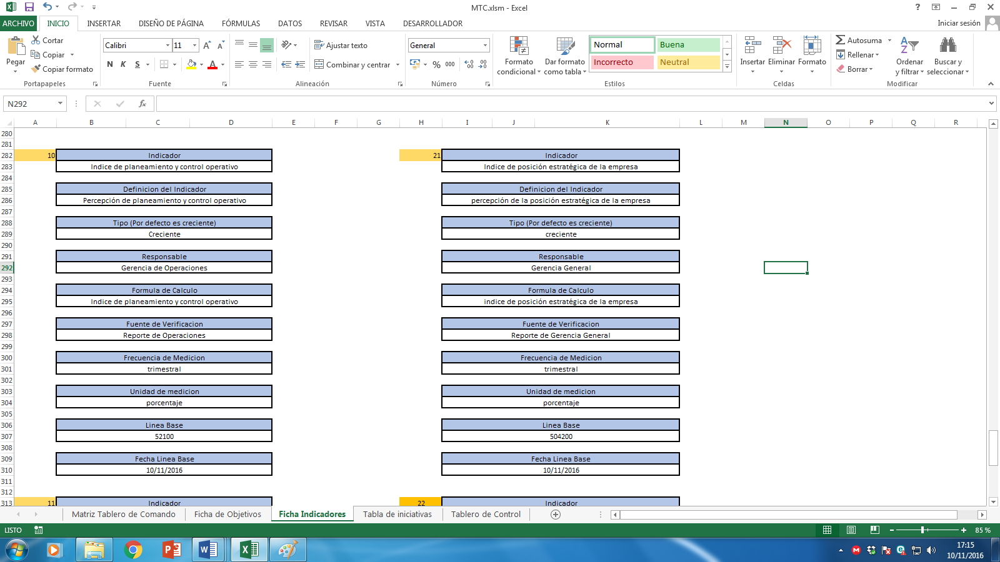 MTC.xlsm - Excel
?
ARCHIVO INICIO INSERTAR DISEÑO DE PÁGINA FÓRMULAS DATOS REVISAR VISTA DESARROLLADOR
Iniciar sesión
Pegar
Cortar
Copiar
Copiar formato
Portapapeles
Calibri 11
N K S
Fuente
Ajustar texto
Combinar y centrar
Alineación
General
% 000
Número
Formato condicional
Dar formato como tabla
Normal Buena
Incorrecto Neutral
Estilos
Insertar Eliminar Formato
Celdas
Autosuma
Rellenar
Borrar
Ordenar y filtrar
Buscar y seleccionar
Modificar
N292
fx
A B C D E F G H I J K L M N O P Q R
280
281
282 10 Indicador 21 Indicador
283 Indice de planeamiento y control operativo Indice de posición estratégica de la empresa
284
285 Definicion del Indicador Definicion del Indicador
286 Percepción de planeamiento y control operativo percepción de la posición estratégica de la empresa
287
288 Tipo (Por defecto es creciente) Tipo (Por defecto es creciente)
289 Creciente creciente
290
291 Responsable Responsable
292 Gerencia de Operaciones Gerencia General
293
294 Formula de Calculo Formula de Calculo
295 Indice de planeamiento y control operativo indice de posición estratégica de la empresa
296
297 Fuente de Verificacion Fuente de Verificacion
298 Reporte de Operaciones Reporte de Gerencia General
299
300 Frecuencia de Medicion Frecuencia de Medicion
301 trimestral trimestral
302
303 Unidad de medicion Unidad de medicion
304 porcentaje porcentaje
305
306 Linea Base Linea Base
307 52100 504200
308
309 Fecha Linea Base Fecha Linea Base
310 10/11/2016 10/11/2016
311
312
313 11 Indicador 22 Indicador
Matriz Tablero de Comando Ficha de Objetivos Ficha Indicadores Tabla de iniciativas Tablero de Control
LISTO
85 %
17:15
10/11/2016